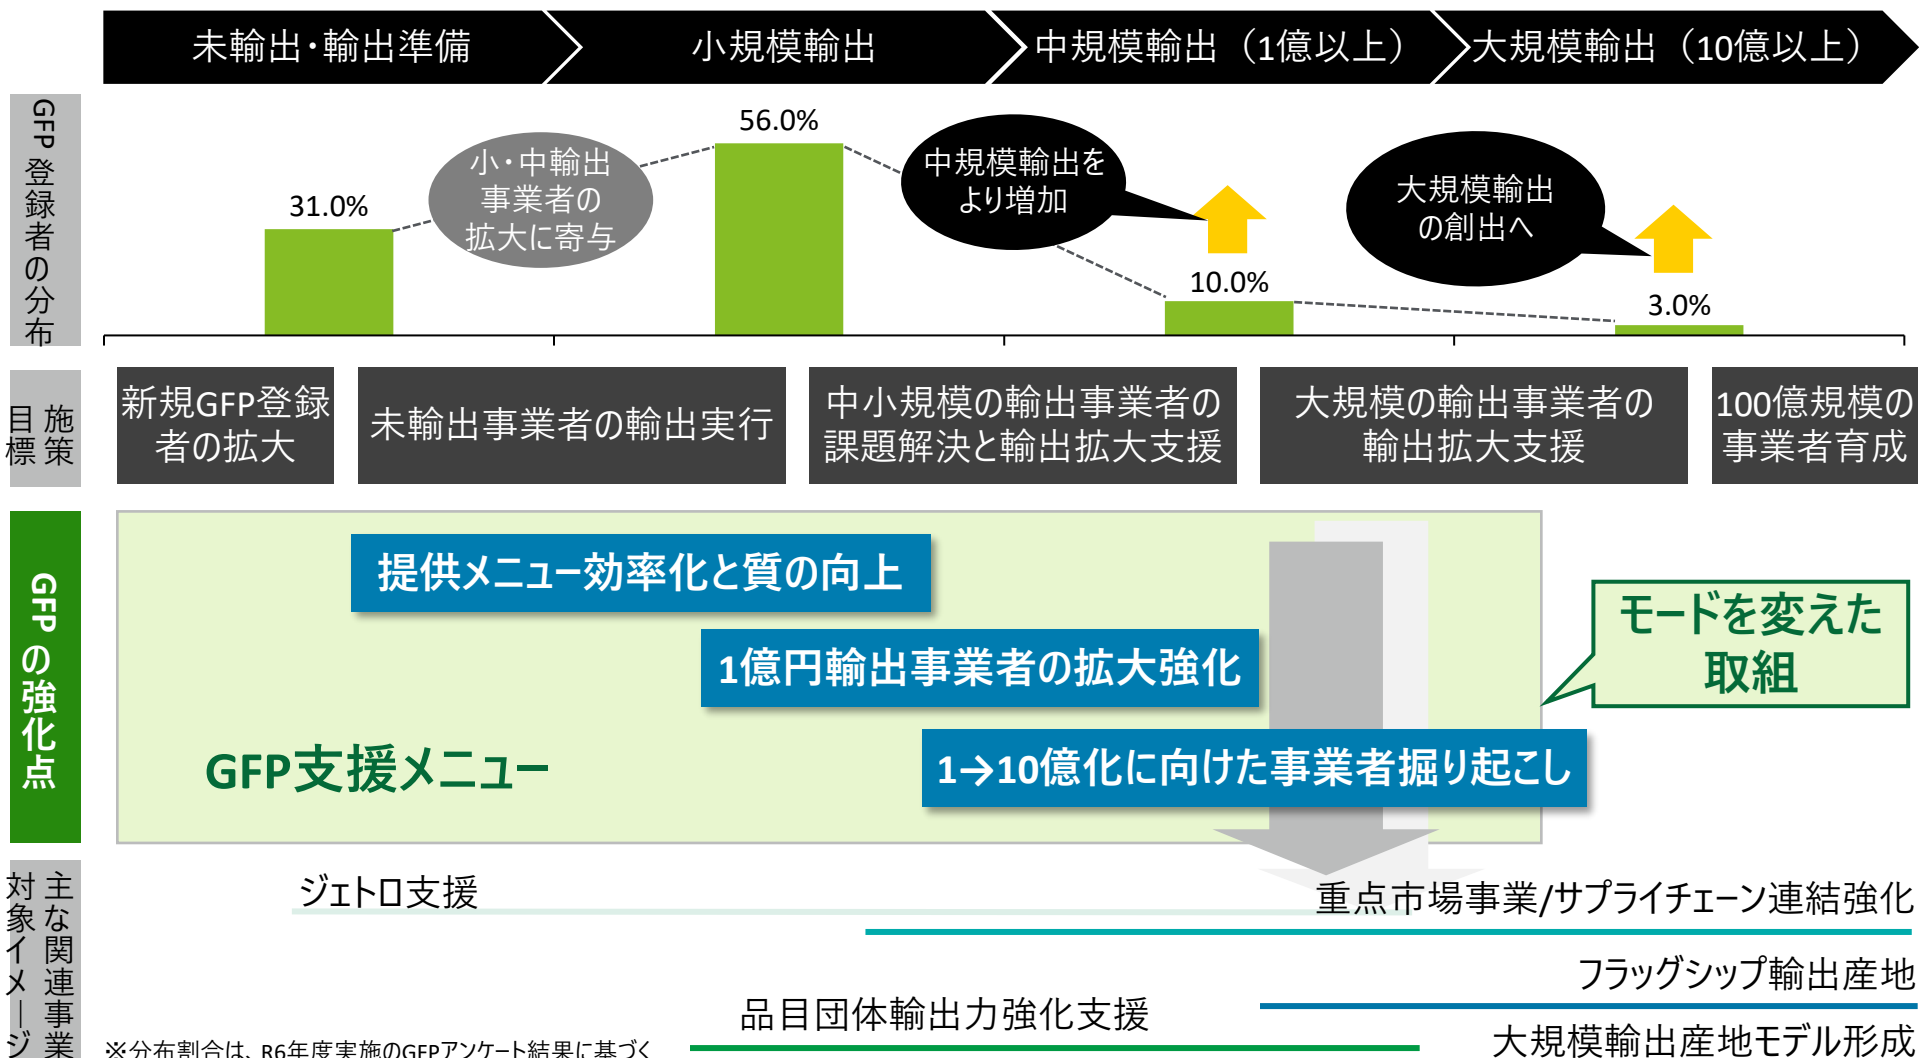 未輸出・輸出準備
小規模輸出
中規模輸出（1億以上）
大規模輸出（10億以上）
GFP登録者の分布
31.0%
56.0%
10.0%
3.0%
小・中輸出
事業者の
拡大に寄与
中規模輸出を
より増加
大規模輸出
の創出へ
施策
目標
新規GFP登録
者の拡大
未輸出事業者の輸出実行
中小規模の輸出事業者の
課題解決と輸出拡大支援
大規模の輸出事業者の
輸出拡大支援
100億規模の
事業者育成
GFPの強化点
提供メニュー効率化と質の向上
1億円輸出事業者の拡大強化
1→10億化に向けた事業者掘り起こし
GFP支援メニュー
モードを変えた
取組
主な関連事業
対象イメージ
ジェトロ支援
重点市場事業/サプライチェーン連結強化
フラッグシップ輸出産地
品目団体輸出力強化支援
大規模輸出産地モデル形成
※分布割合は、R6年度実施のGFPアンケート結果に基づく